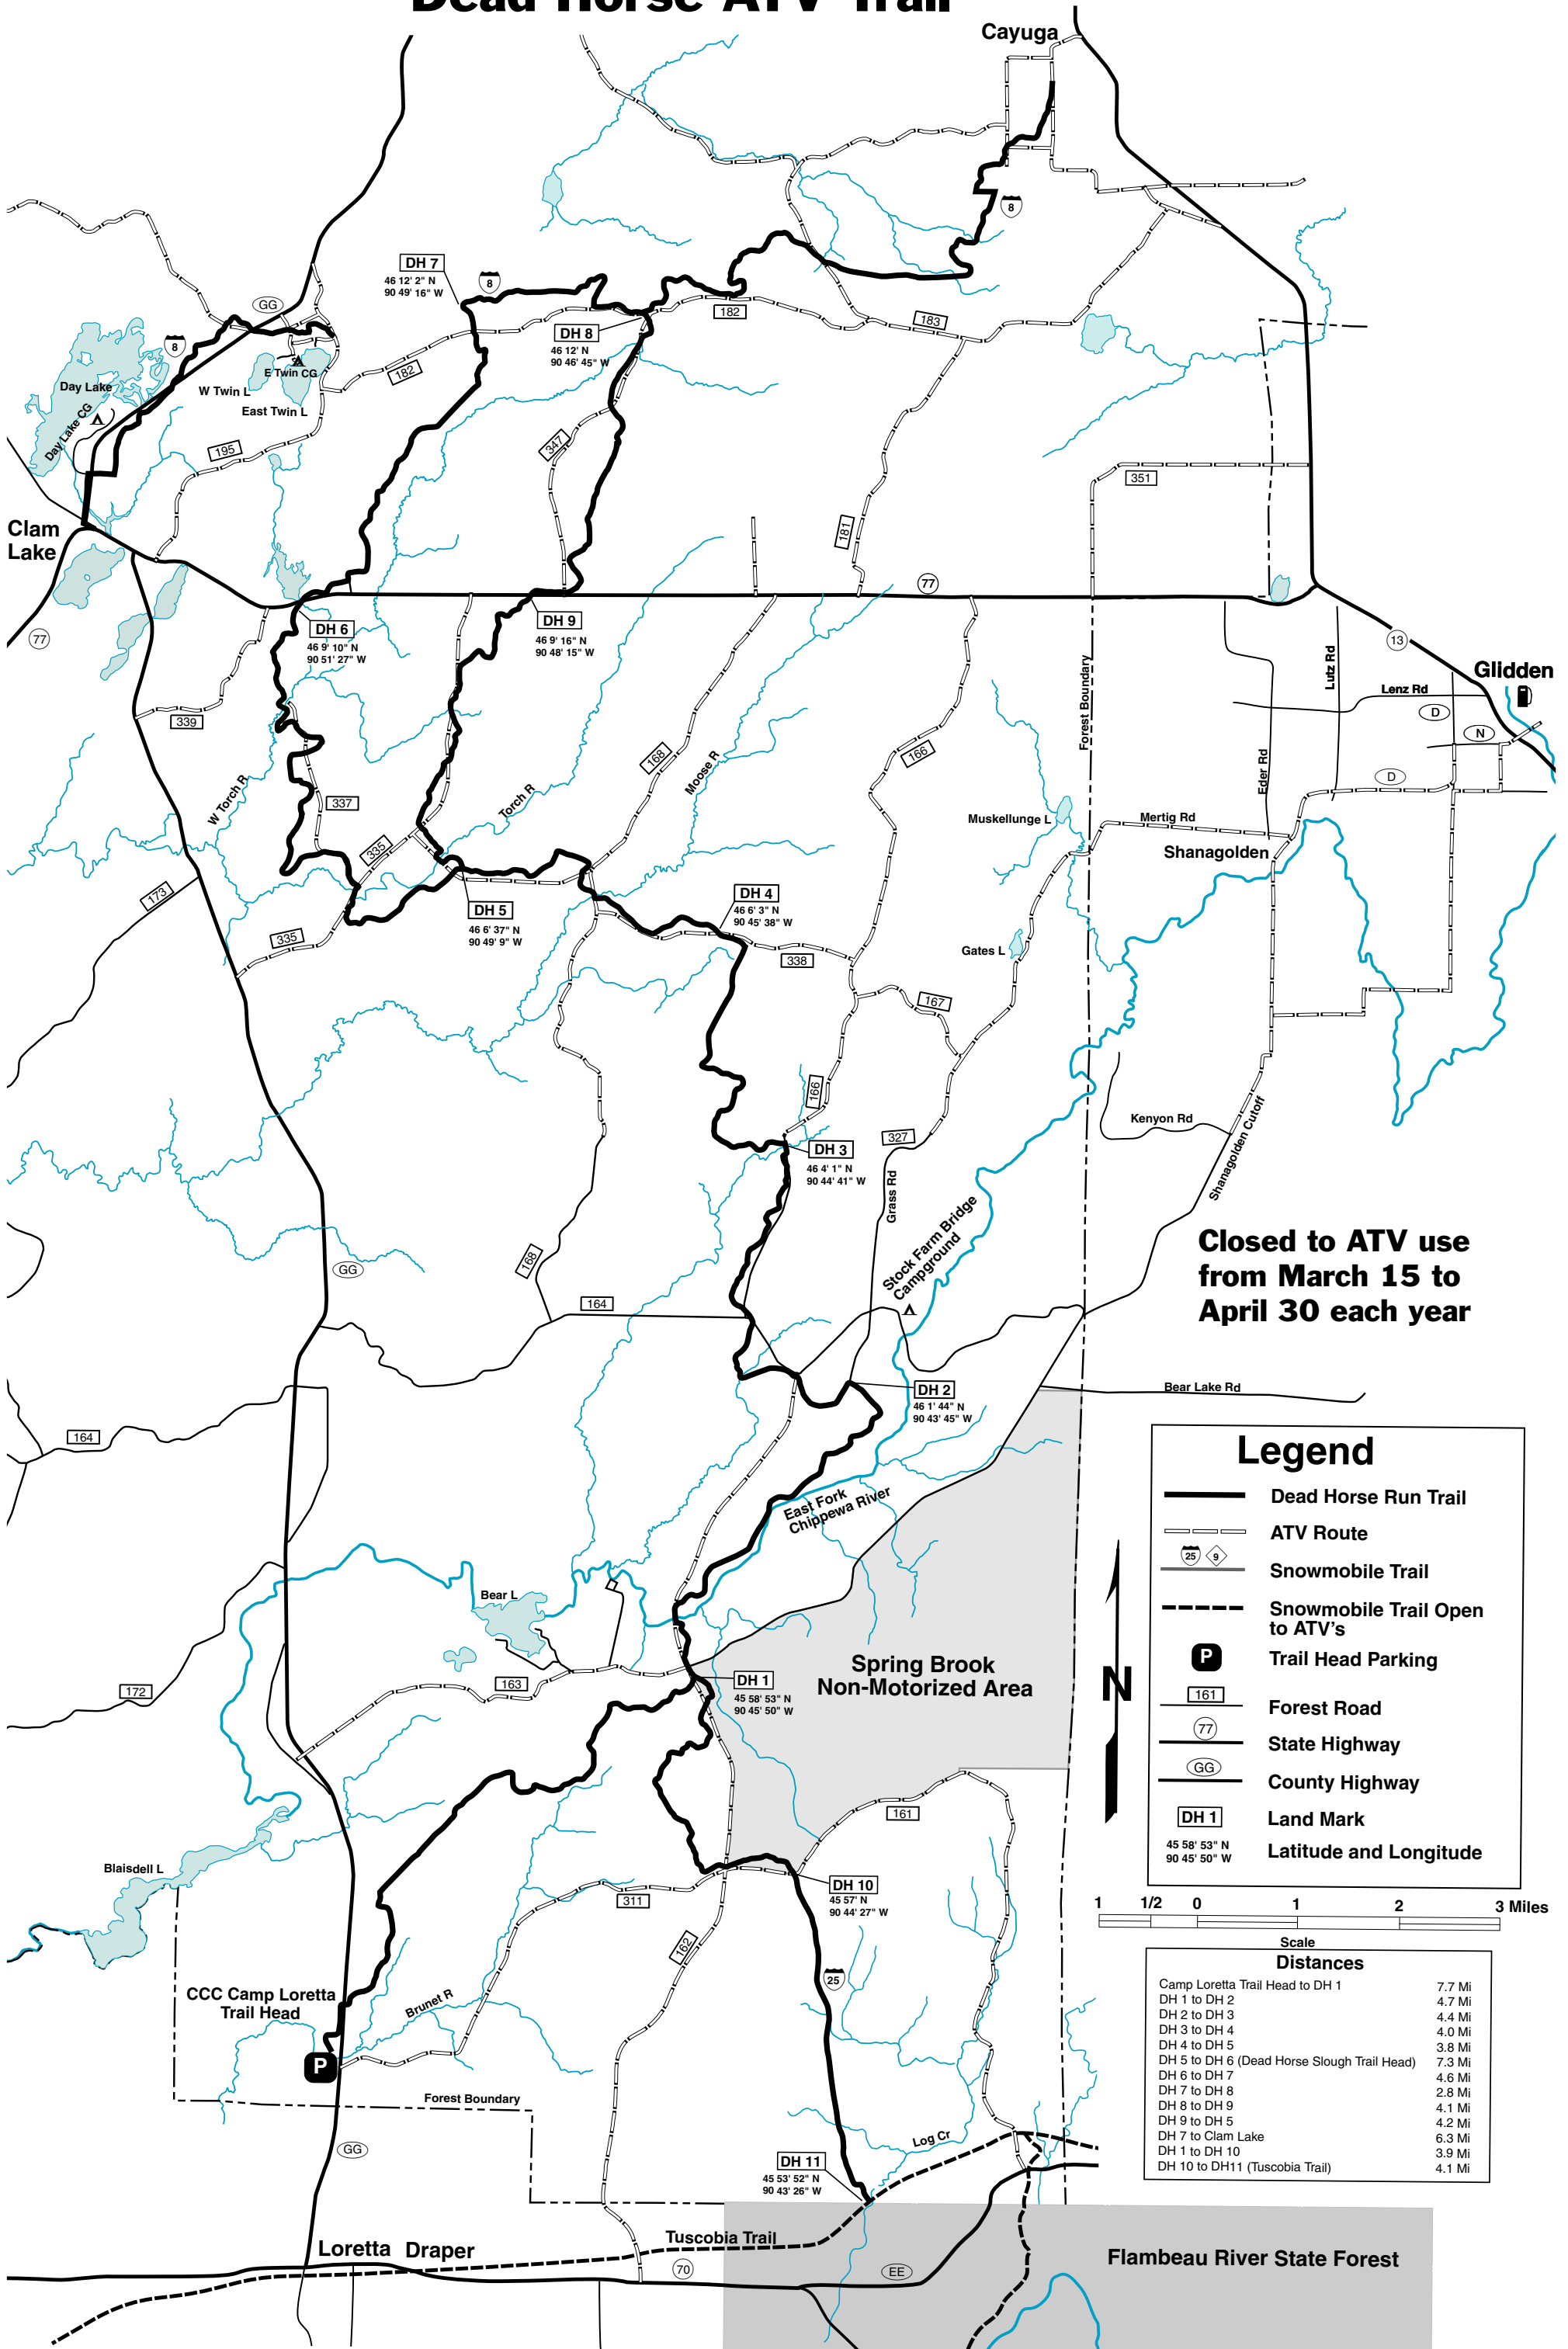 Dead Horse ATV Trail
Cayuga
8
DH 7
46 12' 2" N
90 49' 16" W
8
GG
8
DH 8
46 12' N
90 46' 45" W
182
183
Day Lake
E Twin CG
W Twin L
East Twin L
182
Day Lake CG
195
347
351
181
Clam
Lake
77
77
DH 6
46 9' 10" N
90 51' 27" W
DH 9
46 9' 16" N
90 48' 15" W
13
Glidden
Lutz Rd
Lenz Rd
D
N
Forest Boundary
339
168
Moose R
166
Eder Rd
D
W Torch R
337
Torch R
Muskellunge L
Mertig Rd
Shanagolden
335
173
DH 5
46 6' 37" N
90 49' 9" W
DH 4
46 6' 3" N
90 45' 38" W
335
338
Gates L
167
166
Kenyon Rd
327
DH 3
46 4' 1" N
90 44' 41" W
Grass Rd
Shanagolden Cutoff
Stock Farm Bridge
Campground
Closed to ATV use
from March 15 to
April 30 each year
GG
168
164
DH 2
46 1' 44" N
90 43' 45" W
Bear Lake Rd
164
East Fork
Chippewa River
Bear L
Spring Brook
Non-Motorized Area
163
DH 1
45 58' 53" N
90 45' 50" W
172
161
Blaisdell L
311
DH 10
45 57' N
90 44' 27" W
162
25
CCC Camp Loretta
Trail Head
Brunet R
P
Forest Boundary
GG
Log Cr
DH 11
45 53' 52" N
90 43' 26" W
Tuscobia Trail
Loretta Draper
70
EE
Flambeau River State Forest
Legend
Dead Horse Run Trail
ATV Route
25 9
Snowmobile Trail
Snowmobile Trail Open
to ATV's
P Trail Head Parking
161
Forest Road
77
State Highway
GG
County Highway
DH 1 Land Mark
45 58' 53" N
90 45' 50" W
Latitude and Longitude
N
1 1/2 0 1 2 3 Miles
Scale
Distances
Camp Loretta Trail Head to DH 1 7.7 Mi
DH 1 to DH 2 4.7 Mi
DH 2 to DH 3 4.4 Mi
DH 3 to DH 4 4.0 Mi
DH 4 to DH 5 3.8 Mi
DH 5 to DH 6 (Dead Horse Slough Trail Head) 7.3 Mi
DH 6 to DH 7 4.6 Mi
DH 7 to DH 8 2.8 Mi
DH 8 to DH 9 4.1 Mi
DH 9 to DH 5 4.2 Mi
DH 7 to Clam Lake 6.3 Mi
DH 1 to DH 10 3.9 Mi
DH 10 to DH11 (Tuscobia Trail) 4.1 Mi